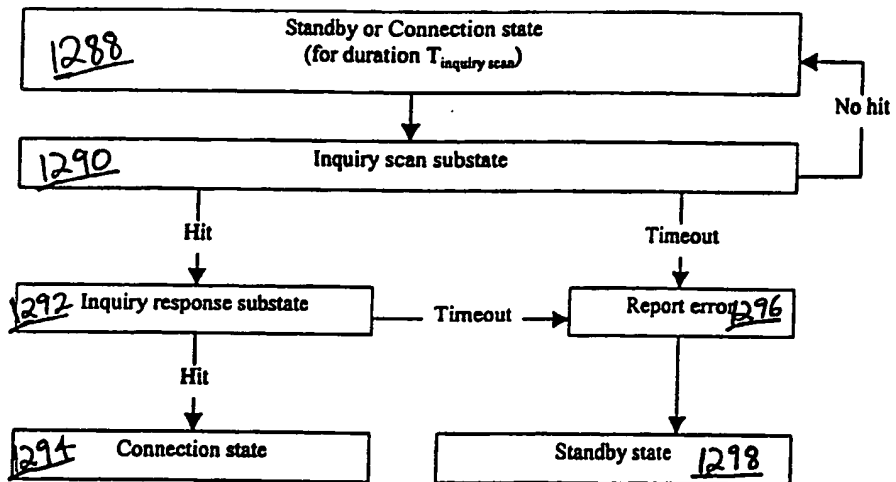 1288
Standby or Connection state
(for duration Tinquiry scan)
No hit
1290 Inquiry scan substate
Hit
Timeout
1292 Inquiry response substate
Timeout
Report error 1296
Hit
1294 Connection state
Standby state 1298